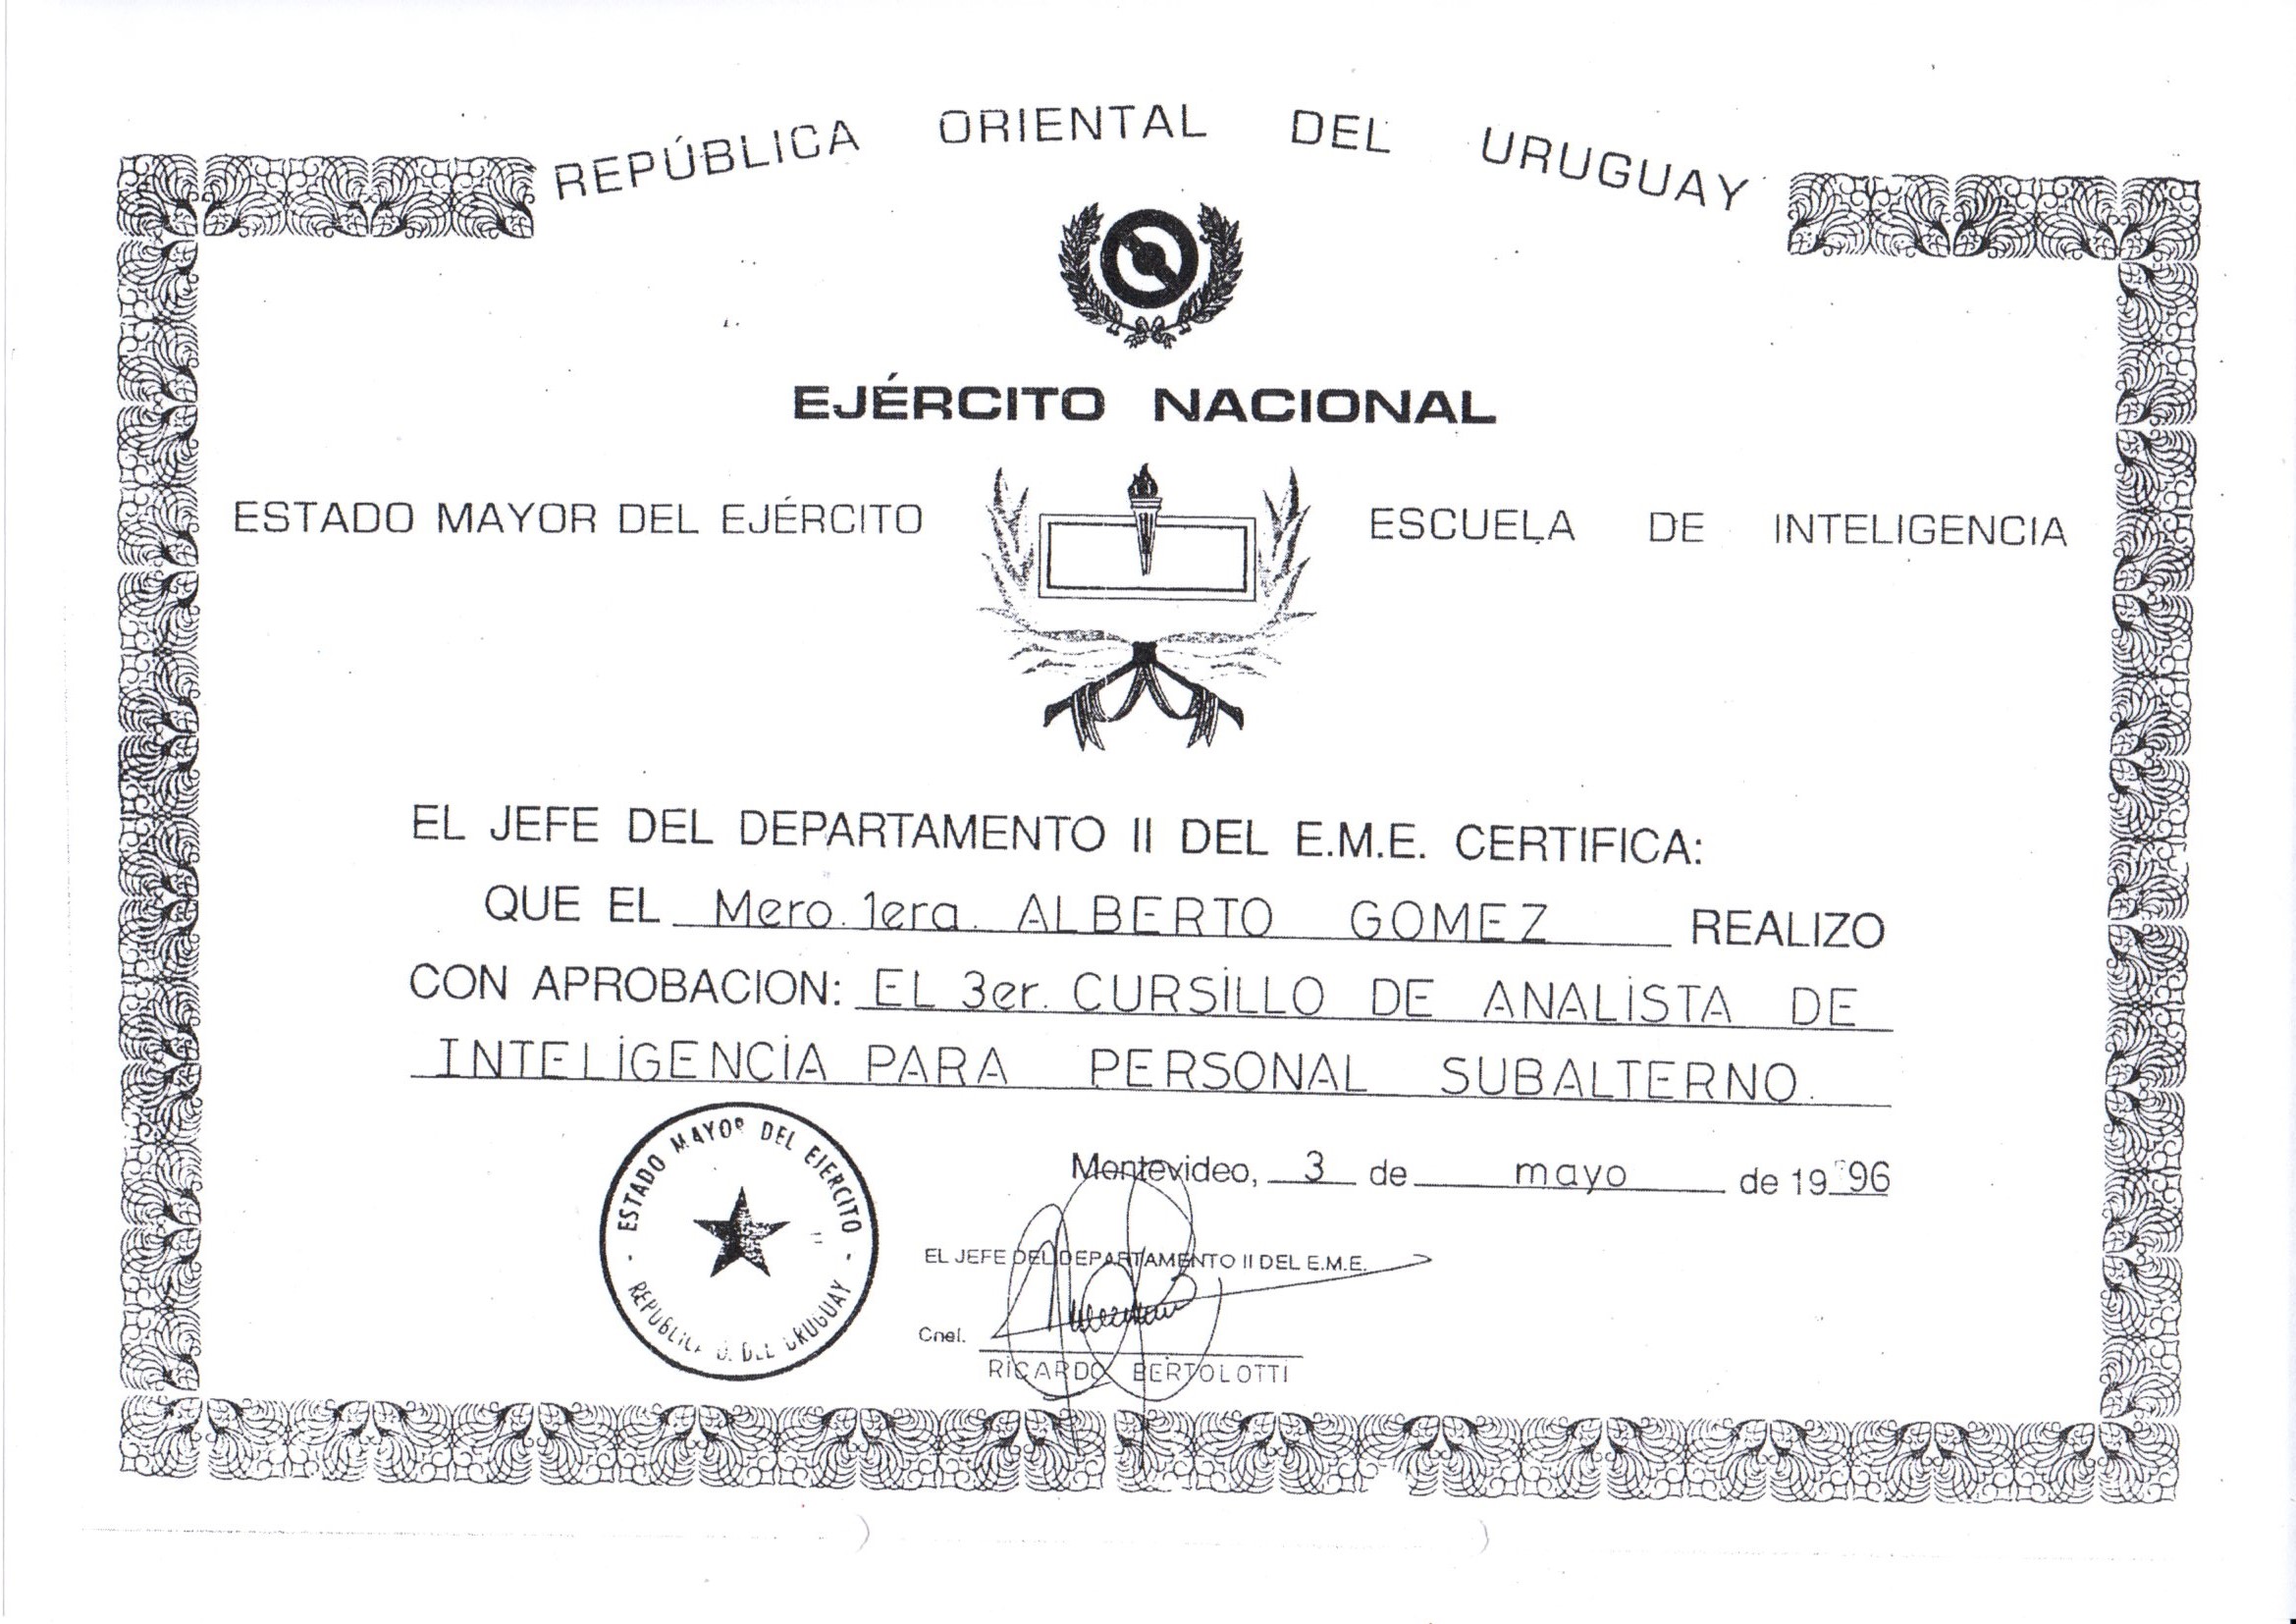 REPÚBLICA ORIENTAL DEL URUGUAY
EJÉRCITO NACIONAL
ESTADO MAYOR DEL EJÉRCITO ESCUELA DE INTELIGENCIA
EL JEFE DEL DEPARTAMENTO II DEL E.M.E. CERTIFICA:
QUE EL Mero. 1era. ALBERTO GOMEZ REALIZO
CON APROBACION: EL 3er. CURSILLO DE ANALISTA DE
INTELIGENCIA PARA PERSONAL SUBALTERNO.
ESTADO MAYOR DEL EJERCITO
REPUBLICA O. DEL URUGUAY
Montevideo, 3 de mayo de 1996
EL JEFE DEL DEPARTAMENTO II DEL E.M.E.
Cnel.
RICARDO BERTOLOTTI